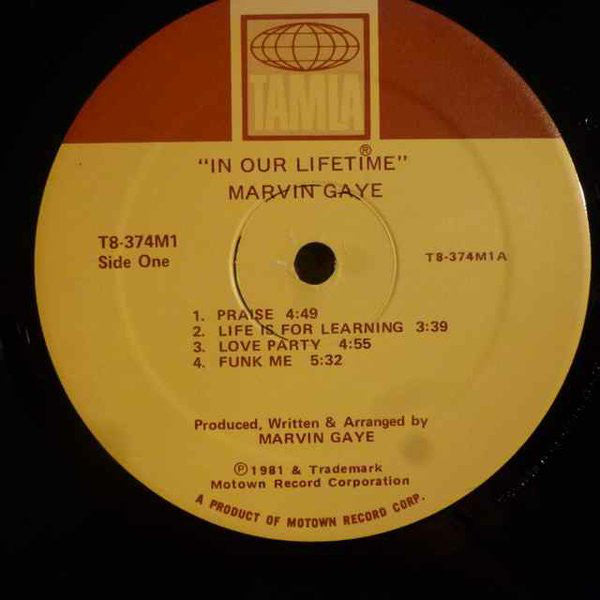 TAMLA
®
"IN OUR LIFETIME"
MARVIN GAYE
T8-374M1
Side One
T8-374M1A
1. PRAISE 4:49
2. LIFE IS FOR LEARNING 3:39
3. LOVE PARTY 4:55
4. FUNK ME 5:32
Produced, Written & Arranged by
MARVIN GAYE
℗ 1981 & Trademark
Motown Record Corporation
A PRODUCT OF MOTOWN RECORD CORP.